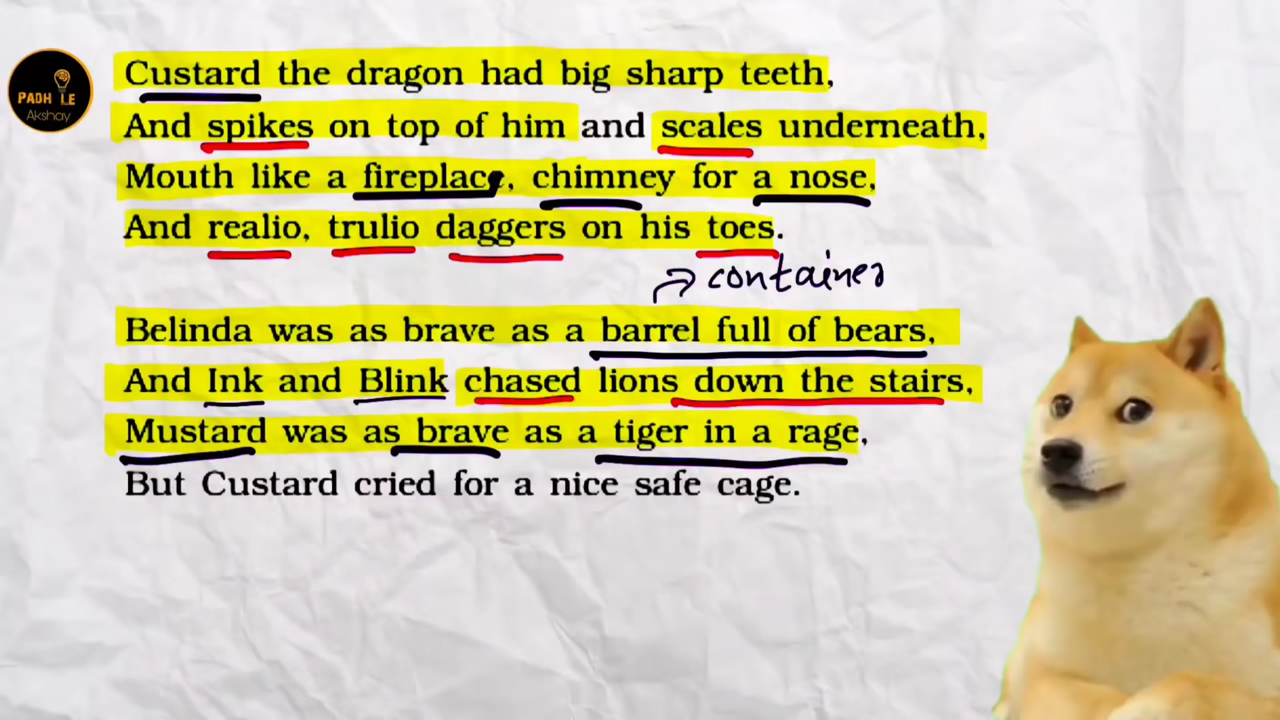 PADH LE
Akshay
Custard the dragon had big sharp teeth,
And spikes on top of him and scales underneath,
Mouth like a fireplace, chimney for a nose,
And realio, trulio daggers on his toes.
container
Belinda was as brave as a barrel full of bears,
And Ink and Blink chased lions down the stairs,
Mustard was as brave as a tiger in a rage,
But Custard cried for a nice safe cage.